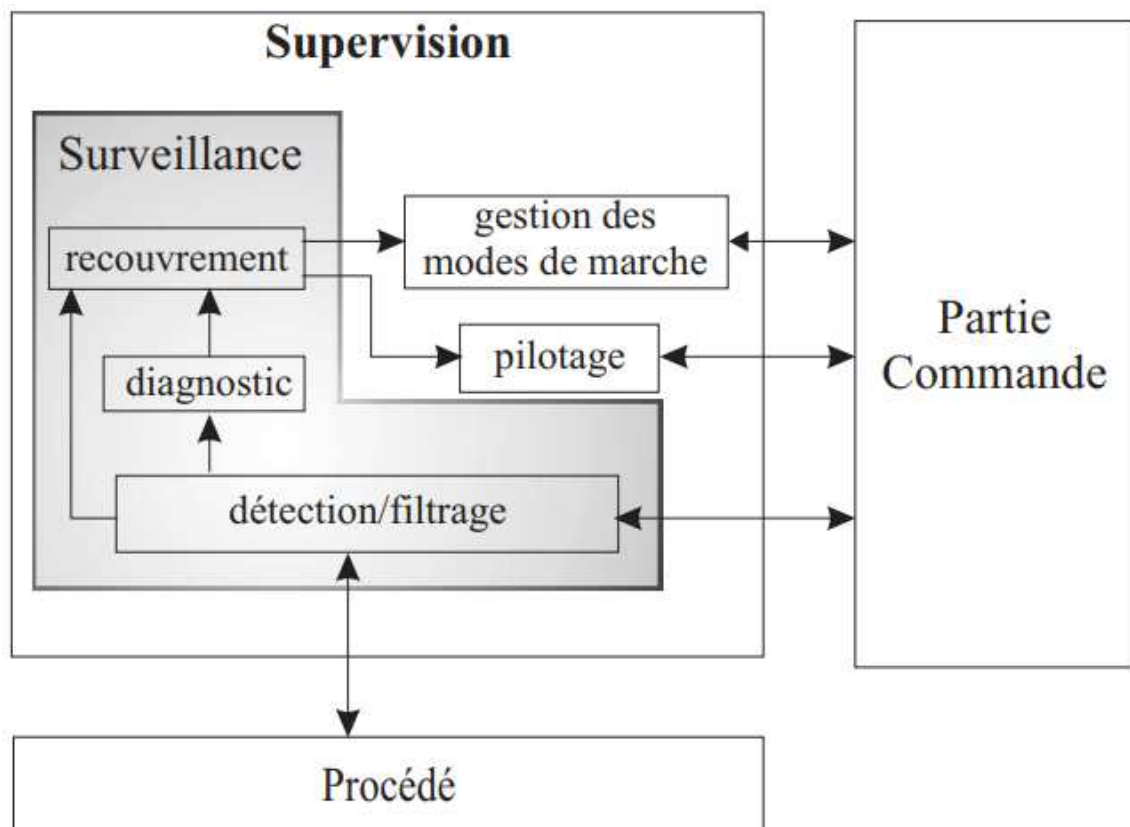 Supervision
Surveillance
recouvrement
gestion des
modes de marche
pilotage
diagnostic
détection/filtrage
Partie
Commande
Procédé